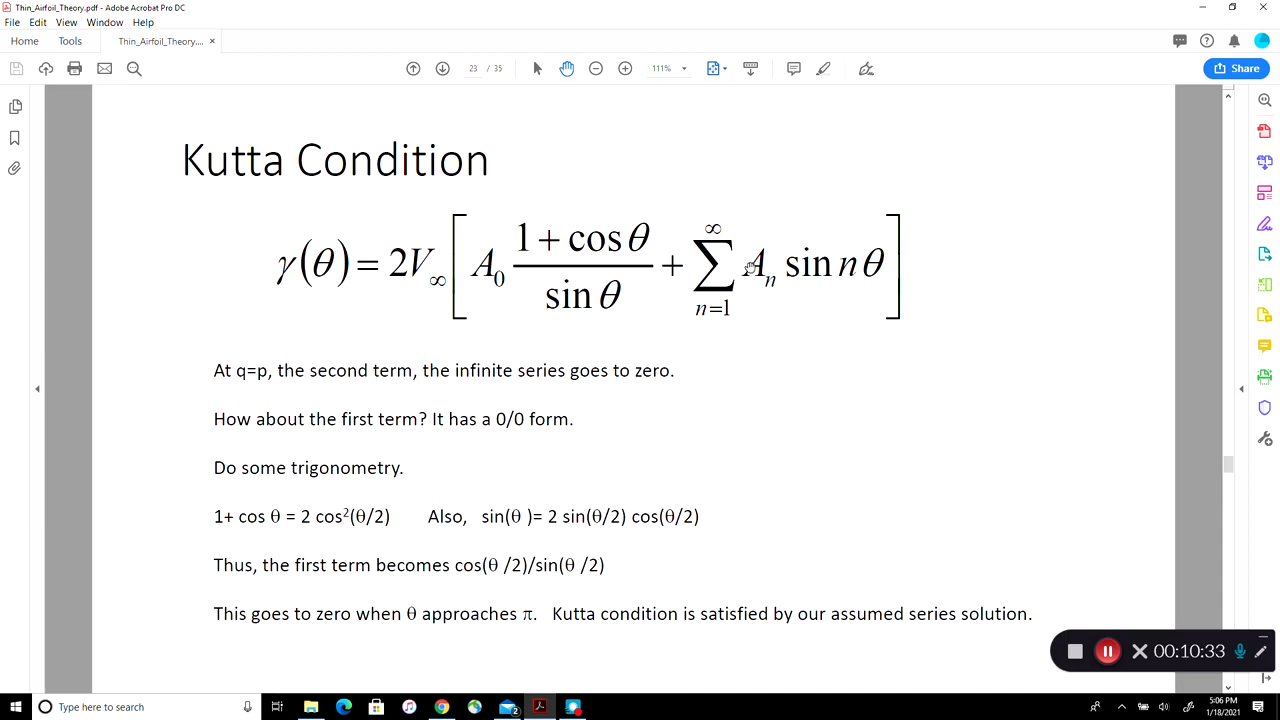 Thin_Airfoil_Theory.pdf - Adobe Acrobat Pro DC
File Edit View Window Help
Home Tools Thin_Airfoil_Theory.... ×
23 / 35 111% Share
Kutta Condition
γ(θ) = 2V∞ [ A0 (1 + cos θ)/(sin θ) + ∑_{n=1}^{∞} An sin nθ ]
At q=p, the second term, the infinite series goes to zero.
How about the first term? It has a 0/0 form.
Do some trigonometry.
1+ cos θ = 2 cos²(θ/2) Also, sin(θ )= 2 sin(θ/2) cos(θ/2)
Thus, the first term becomes cos(θ /2)/sin(θ /2)
This goes to zero when θ approaches π. Kutta condition is satisfied by our assumed series solution.
00:10:33
Type here to search
2
5:06 PM
1/18/2021